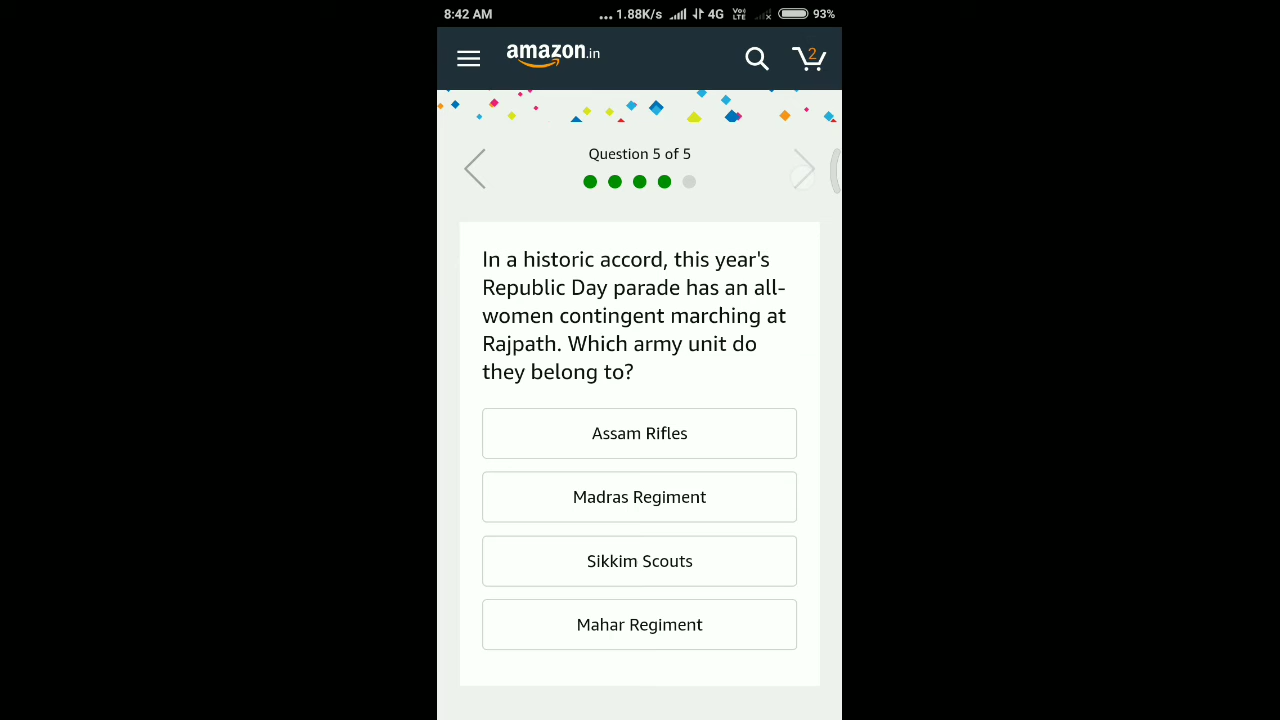 8:42 AM ... 1.88K/s 4G Vo LTE 93%
amazon.in 2
Question 5 of 5
In a historic accord, this year's
Republic Day parade has an all-
women contingent marching at
Rajpath. Which army unit do
they belong to?
Assam Rifles
Madras Regiment
Sikkim Scouts
Mahar Regiment